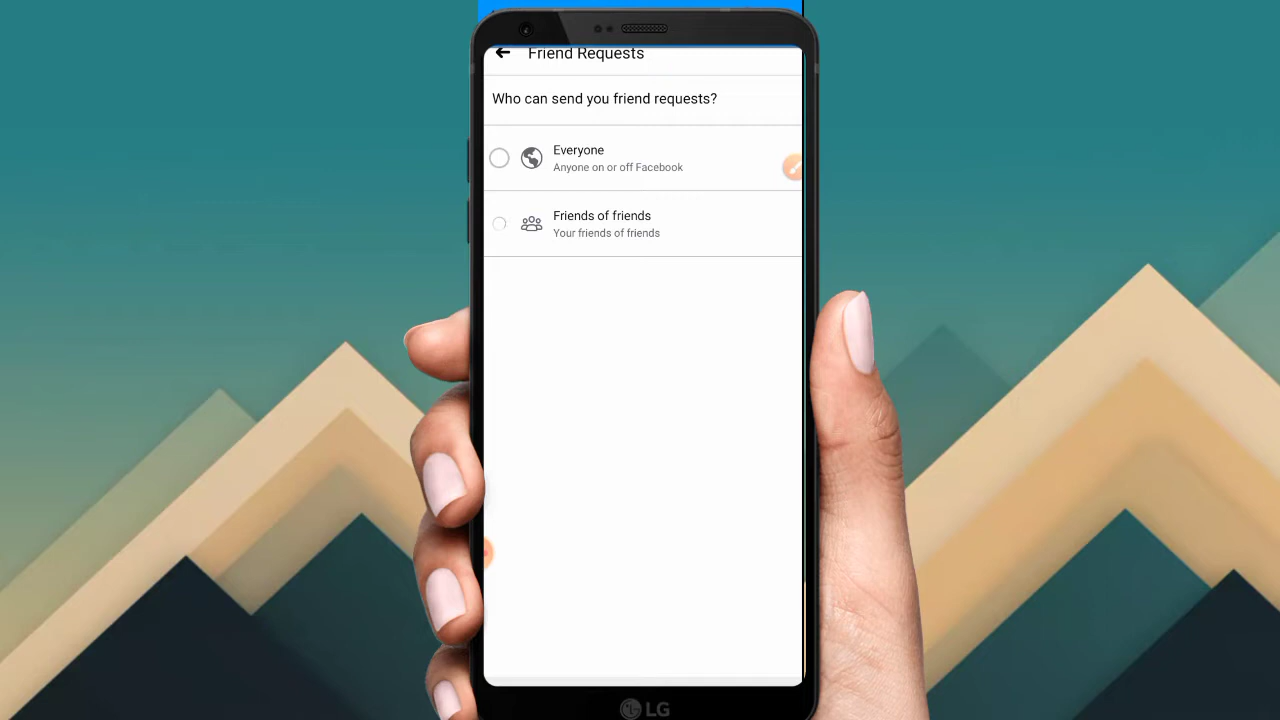 Friend Requests
Who can send you friend requests?
Everyone
Anyone on or off Facebook
Friends of friends
Your friends of friends
LG